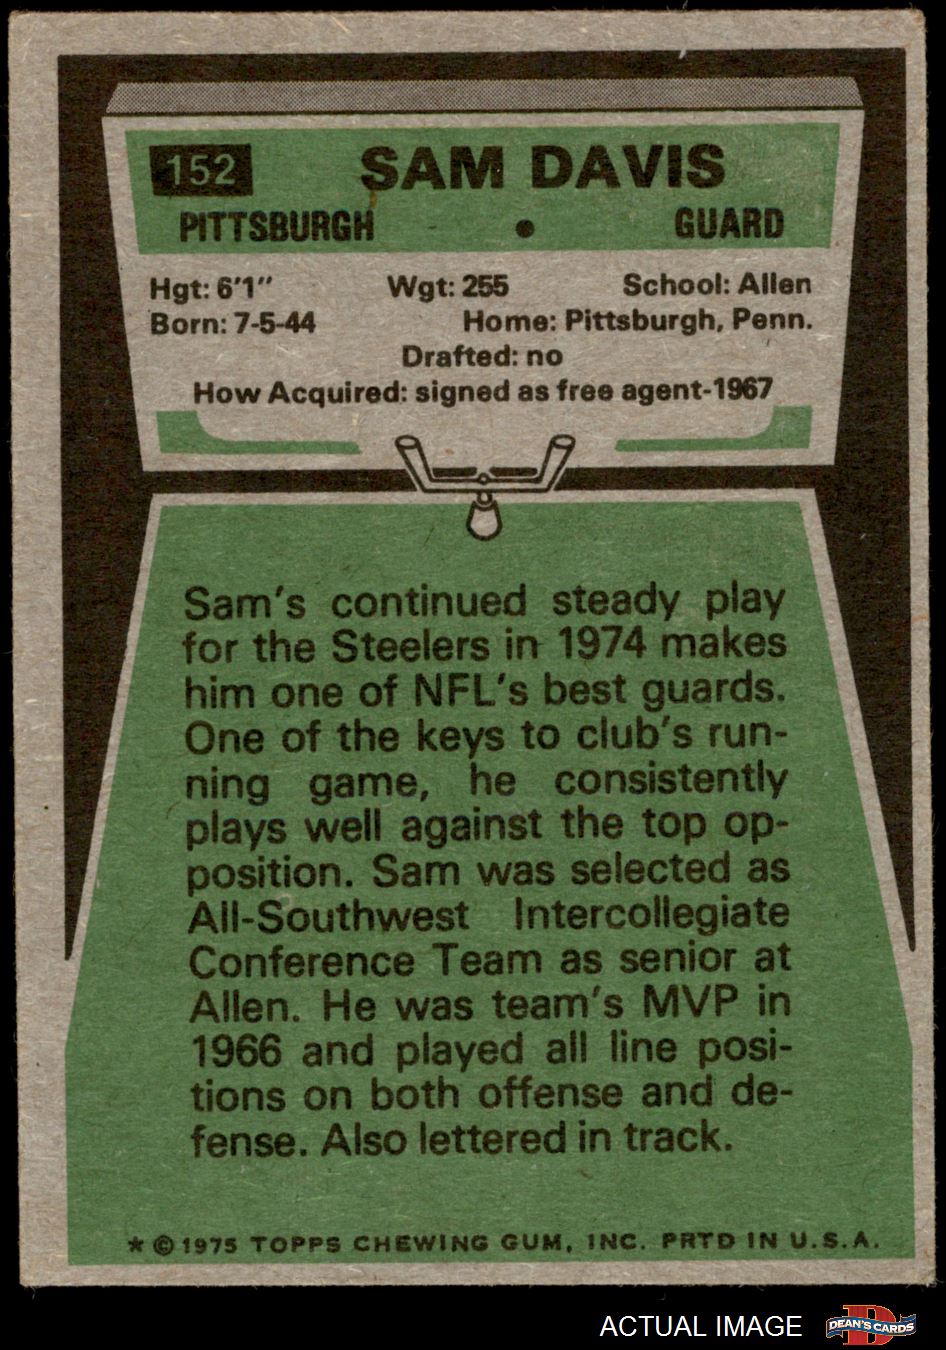 152 SAM DAVIS
PITTSBURGH • GUARD
Hgt: 6'1" Wgt: 255 School: Allen
Born: 7-5-44 Home: Pittsburgh, Penn.
Drafted: no
How Acquired: signed as free agent-1967
Sam's continued steady play
for the Steelers in 1974 makes
him one of NFL's best guards.
One of the keys to club's run-
ning game, he consistently
plays well against the top op-
position. Sam was selected as
All-Southwest Intercollegiate
Conference Team as senior at
Allen. He was team's MVP in
1966 and played all line posi-
tions on both offense and de-
fense. Also lettered in track.
* © 1975 TOPPS CHEWING GUM, INC. PRTD IN U.S.A.
ACTUAL IMAGE D DEAN'S CARDS